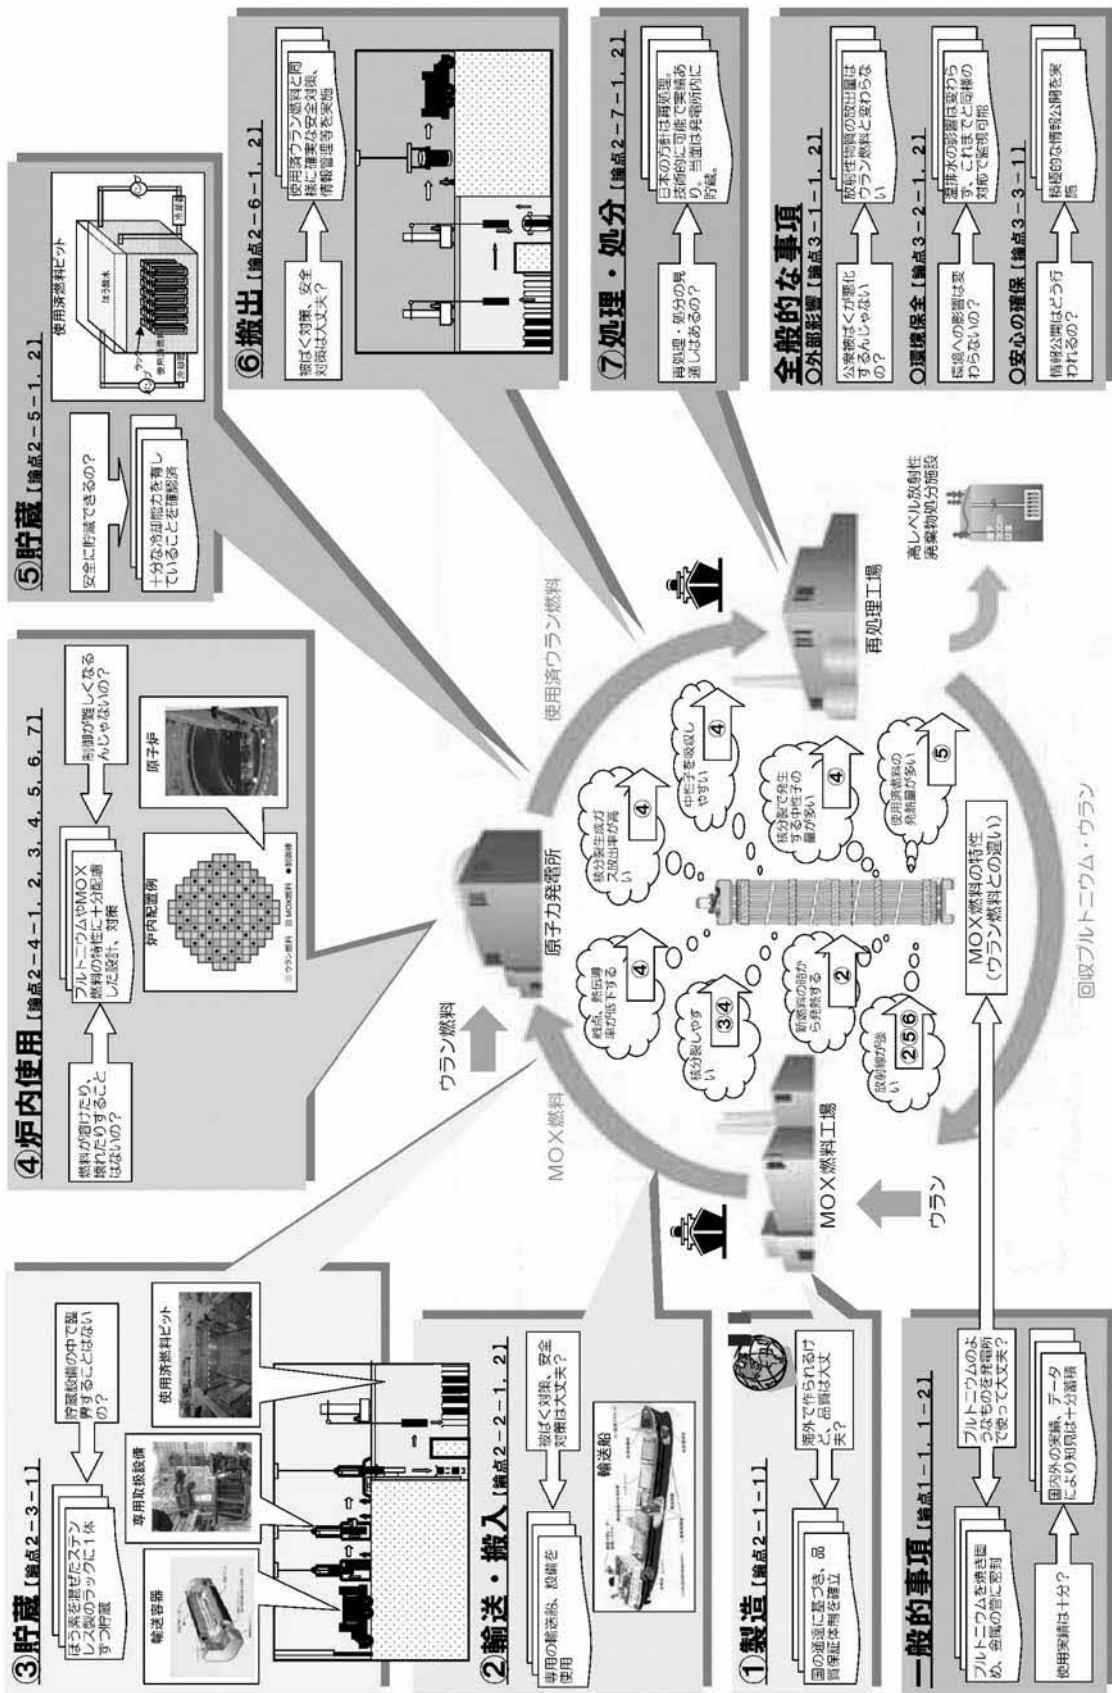 ③貯蔵【論点2-3-1】
貯蔵設備の中で臨
界することはない
の?
ほう素を混ぜたステン
レス製のラックに1体
ずつ貯蔵
輸送容器
専用取扱設備
使用済燃料ピット
④炉内使用【論点2-4-1, 2, 3, 4, 5, 6, 7】
燃料が溶けたり、
壊れたりすること
はないの?
プルトニウムやMOX
燃料の特性に十分配慮
した設計、対策
制御が難しくなる
んじゃないの?
炉内配置例
ウラン燃料 MOX燃料 ●制御棒
原子炉
⑤貯蔵【論点2-5-1, 2】
安全に貯蔵できるの?
十分な冷却能力を有し
ていることを確認済
使用済燃料ピット
ほう酸水
ラック
使用済燃料
冷却器
冷却器
②輸送・搬入【論点2-2-1, 2】
被ばく対策、安全
対策は大丈夫?
専用の輸送船、設備を
使用
輸送船
①製造【論点2-1-1】
海外で作られるけ
ど、品質は大丈
夫?
国の通達に基づき、品
質保証体制を確立
一般的事項【論点1-1, 1-2】
プルトニウムのよ
うなものを発電所
で使って大丈夫?
プルトニウムを焼き固
め、金属の管に密封
使用実績は十分?
国内外の実績、データ
により知見は十分蓄積
ウラン燃料
原子力発電所
MOX燃料
使用済ウラン燃料
MOX燃料工場
ウラン
再処理工場
高レベル放射性
廃棄物処分施設
回収プルトニウム・ウラン
融点、熱伝導
率が低下する
④
核分裂しやす
い
③④
新燃料の時か
ら発熱する
②
放射線が強
い
②⑤⑥
核分裂生成ガ
ス放出率が高
い
④
中性子を吸収し
やすい
④
核分裂で発生
する中性子の
量が多い
④
使用済燃料の
発熱量が多い
⑤
MOX燃料の特性
(ウラン燃料との違い)
⑥搬出【論点2-6-1, 2】
被ばく対策、安全
対策は大丈夫?
使用済ウラン燃料と同
様に確実な安全対策、
情報管理等を実施
⑦処理・処分【論点2-7-1, 2】
再処理・処分の見
通しはあるの?
日本の方針は再処理。
技術的に可能で実績あ
り。当面は発電所内に
貯蔵。
全般的な事項
○外部影響【論点3-1-1, 2】
公衆被ばくが悪化
するんじゃない
の?
放射性物質の放出量は
ウラン燃料と変わらな
い
○環境保全【論点3-2-1, 2】
環境への影響は変
わらないの?
温排水の影響は変わら
ず、これまでと同様の
対応で監視可能
○安心の確保【論点3-3-1】
情報公開はどう行
われるの?
積極的な情報公開を実
施